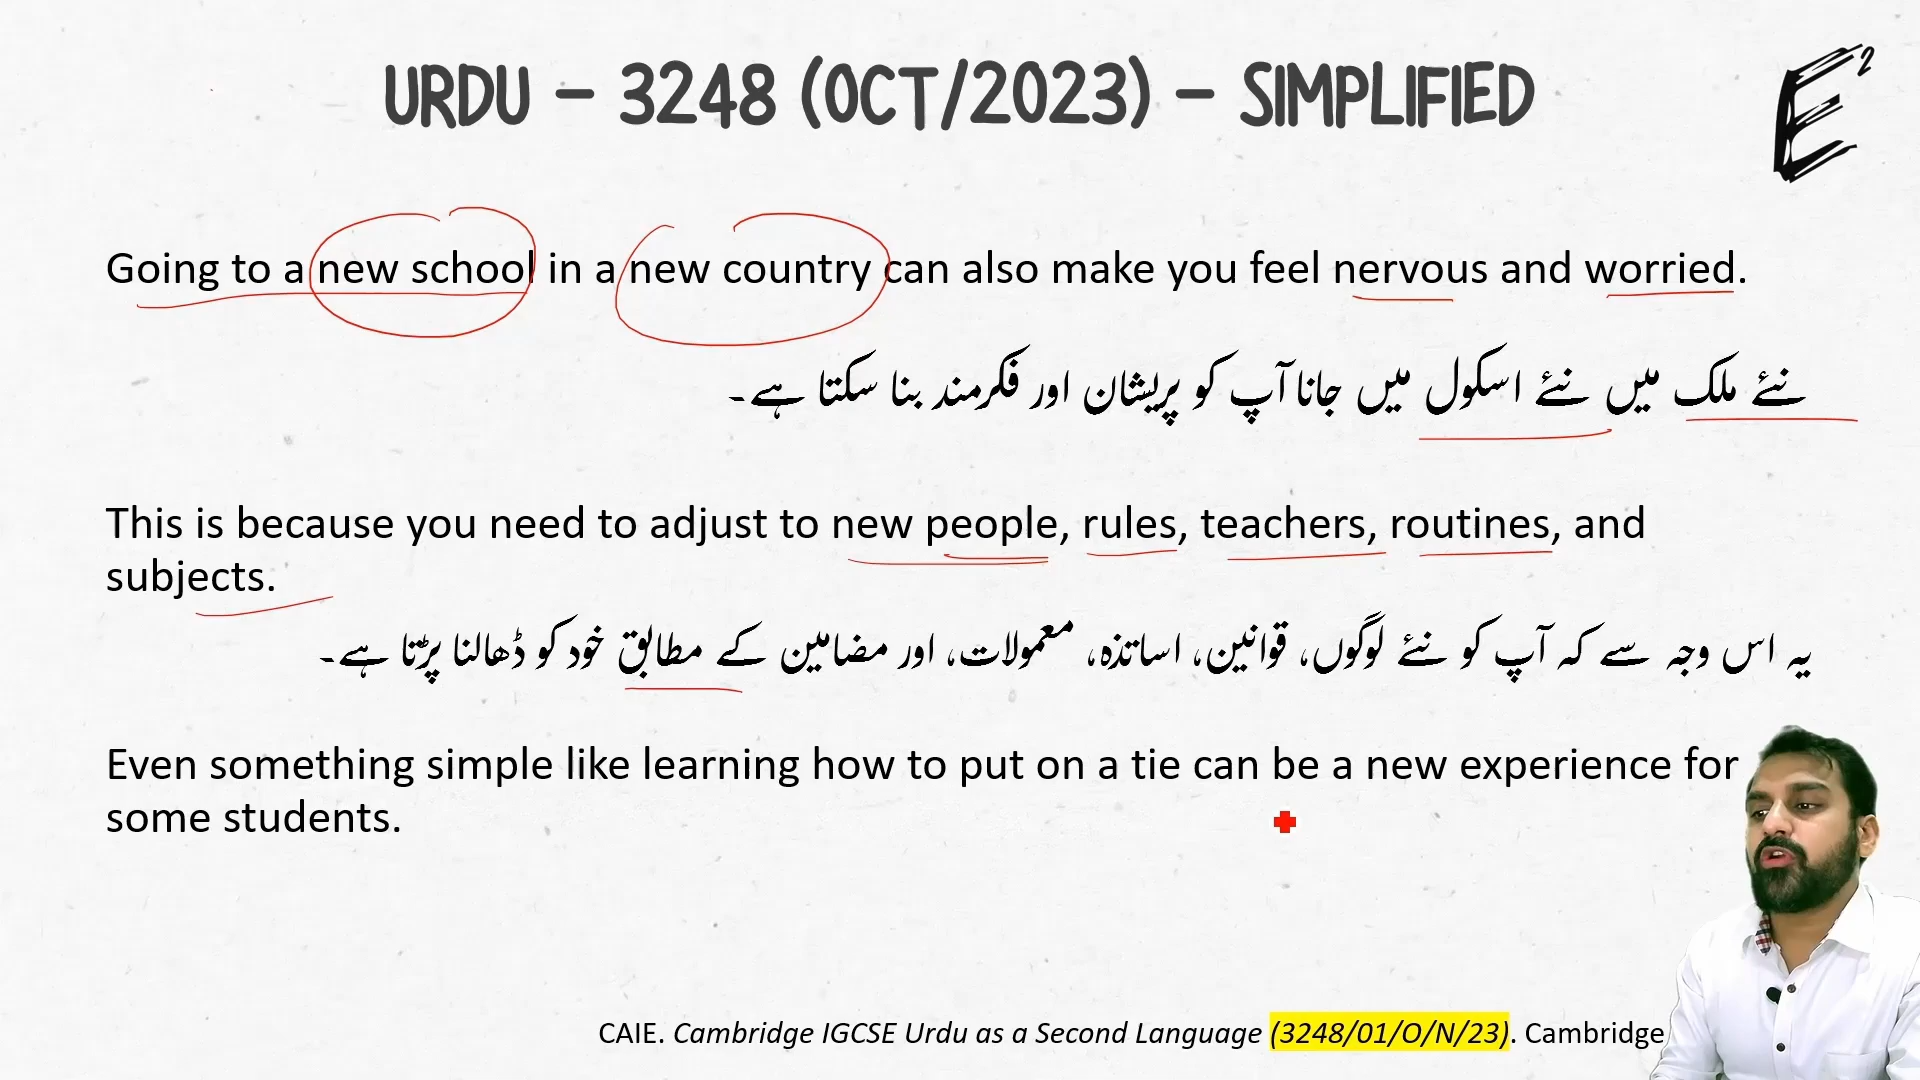 URDU – 3248 (OCT/2023) – SIMPLIFIED
E²
Going to a new school in a new country can also make you feel nervous and worried.
نئے ملک میں نئے اسکول میں جانا آپ کو پریشان اور فکرمند بنا سکتا ہے۔
This is because you need to adjust to new people, rules, teachers, routines, and
subjects.
یہ اس وجہ سے کہ آپ کو نئے لوگوں، قوانین، اساتذہ، معمولات، اور مضامین کے مطابق خود کو ڈھالنا پڑتا ہے۔
Even something simple like learning how to put on a tie can be a new experience for
some students.
CAIE. Cambridge IGCSE Urdu as a Second Language (3248/01/O/N/23). Cambridge